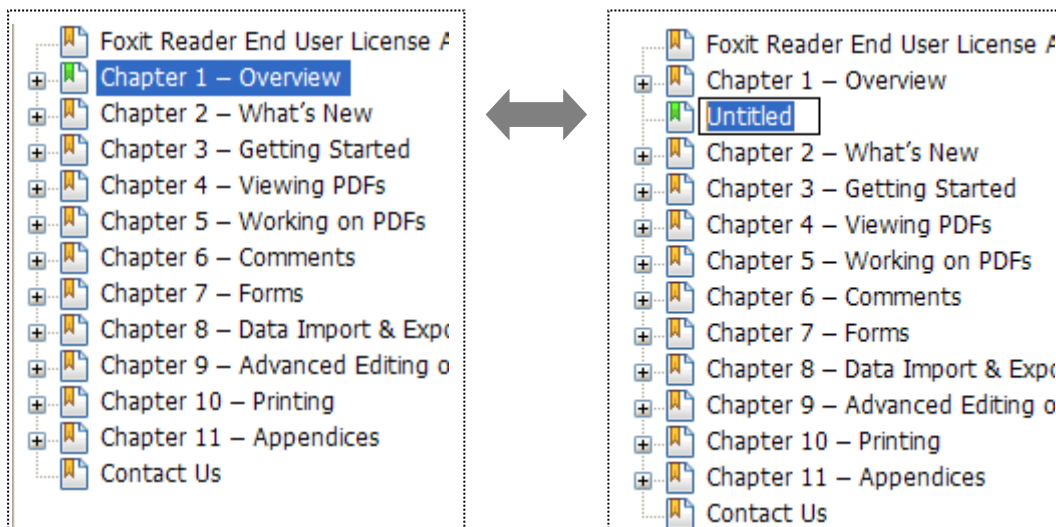 Foxit Reader End User License A
Chapter 1 – Overview
Chapter 2 – What's New
Chapter 3 – Getting Started
Chapter 4 – Viewing PDFs
Chapter 5 – Working on PDFs
Chapter 6 – Comments
Chapter 7 – Forms
Chapter 8 – Data Import & Expo
Chapter 9 – Advanced Editing o
Chapter 10 – Printing
Chapter 11 – Appendices
Contact Us
Foxit Reader End User License A
Chapter 1 – Overview
Untitled
Chapter 2 – What's New
Chapter 3 – Getting Started
Chapter 4 – Viewing PDFs
Chapter 5 – Working on PDFs
Chapter 6 – Comments
Chapter 7 – Forms
Chapter 8 – Data Import & Expo
Chapter 9 – Advanced Editing o
Chapter 10 – Printing
Chapter 11 – Appendices
Contact Us